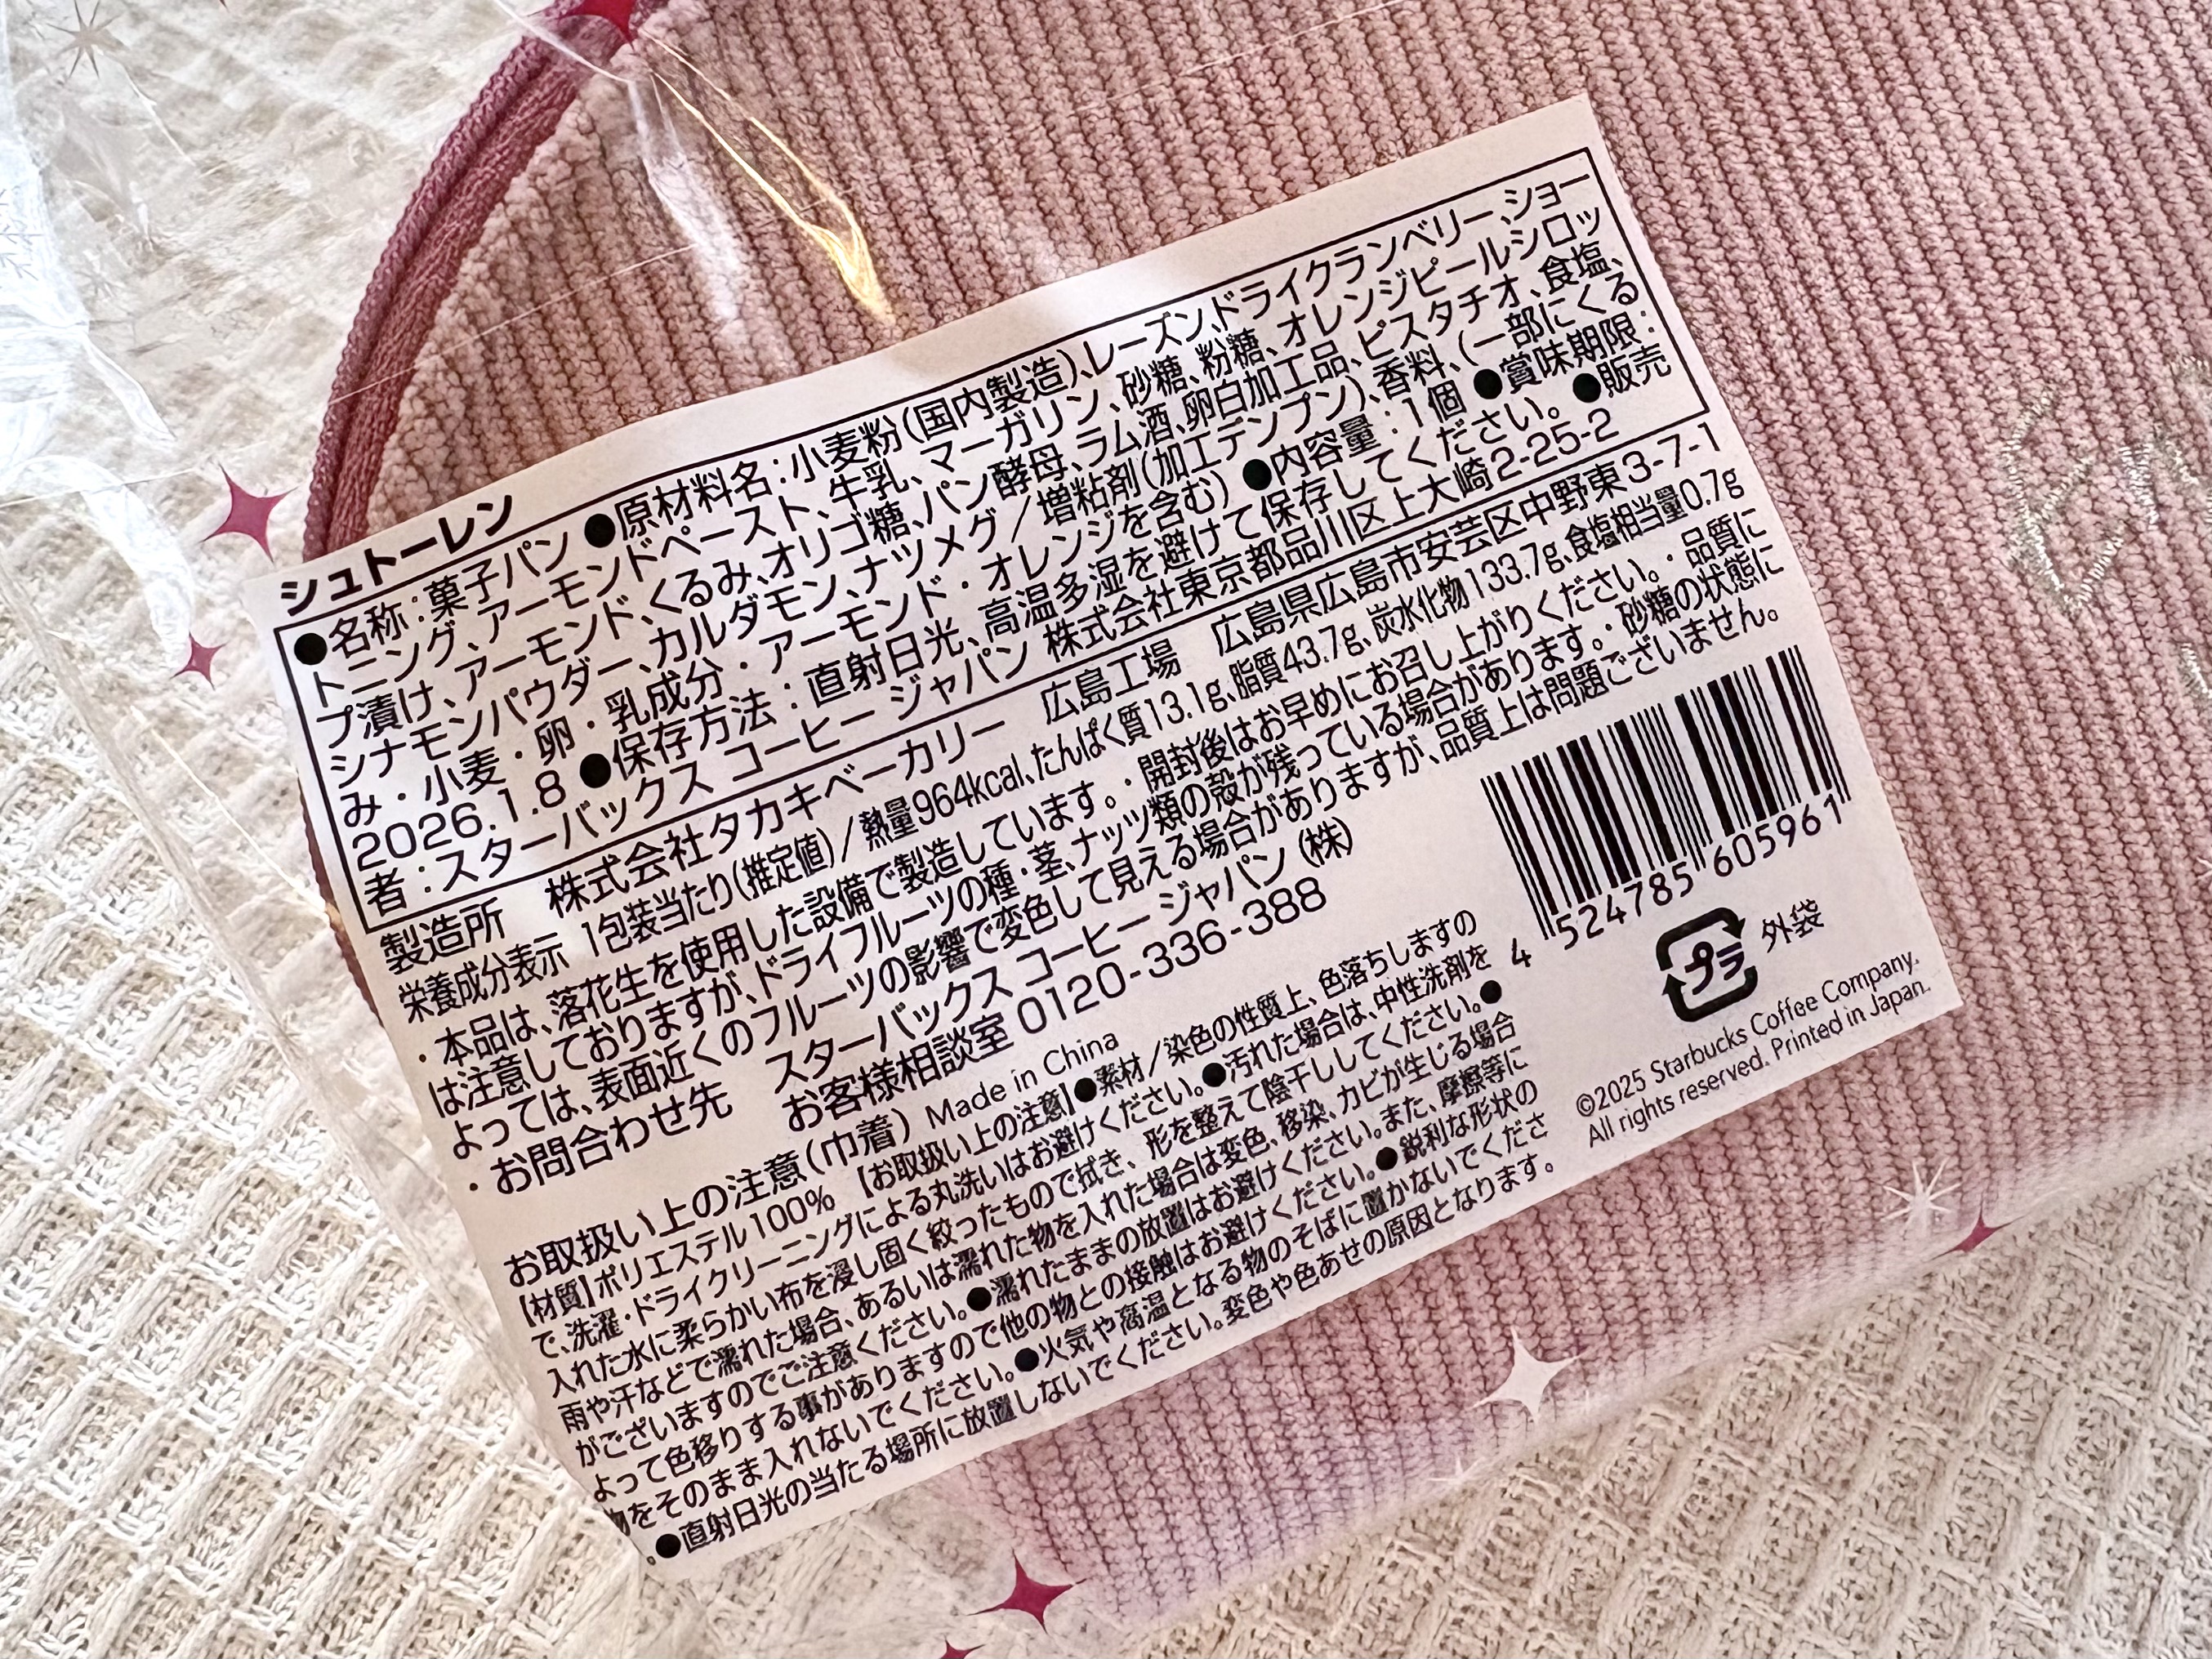 シュトーレン
●名称:菓子パン ●原材料名:小麦粉(国内製造)、レーズン、ドライクランベリー、ショー
トニング、アーモンドペースト、牛乳、マーガリン、砂糖、粉糖、オレンジピールシロッ
プ漬け、アーモンド、くるみ、オリゴ糖、パン酵母、ラム酒、卵白加工品、ピスタチオ、食塩、
シナモンパウダー、カルダモン、ナツメグ/増粘剤(加工デンプン)、香料、(一部にくる
み・小麦・卵・乳成分・アーモンド・オレンジを含む) ●内容量:1個 ●賞味期限:
2026.1.8 ●保存方法:直射日光、高温多湿を避けて保存してください。 ●販売
者:スターバックス コーヒー ジャパン 株式会社東京都品川区上大崎2-25-2
製造所 株式会社タカキベーカリー 広島工場 広島県広島市安芸区中野東3-7-1
栄養成分表示 1包装当たり(推定値)/熱量964kcal、たんぱく質13.1g、脂質43.7g、炭水化物133.7g、食塩相当量0.7g
・本品は、落花生を使用した設備で製造しています。・開封後はお早めにお召し上がりください。・品質に
は注意しておりますが、ドライフルーツの種・茎、ナッツ類の殻が残っている場合があります。・砂糖の状態に
よっては、表面近くのフルーツの影響で変色して見える場合がありますが、品質上は問題ございません。
・お問合わせ先 スターバックス コーヒー ジャパン(株)
お客様相談室 0120-336-388
お取扱い上の注意(巾着) Made in China
【材質】ポリエステル100% 【お取扱い上の注意】●素材/染色の性質上、色落ちしますの
で、洗濯・ドライクリーニングによる丸洗いはお避けください。●汚れた場合は、中性洗剤を
入れた水に柔らかい布を浸し固く絞ったもので拭き、形を整えて陰干ししてください。●
雨や汗などで濡れた場合、あるいは濡れた物を入れた場合は変色、移染、カビが生じる場合
がございますのでご注意ください。●濡れたままの放置はお避けください。また、摩擦等に
よって色移りする事がありますので他の物との接触はお避けください。●鋭利な形状の
物をそのまま入れないでください。●火気や高温となる物のそばに置かないでくださ
。●直射日光の当たる場所に放置しないでください。変色や色あせの原因となります。
4 524785 605961
プラ 外袋
©2025 Starbucks Coffee Company.
All rights reserved. Printed in Japan.